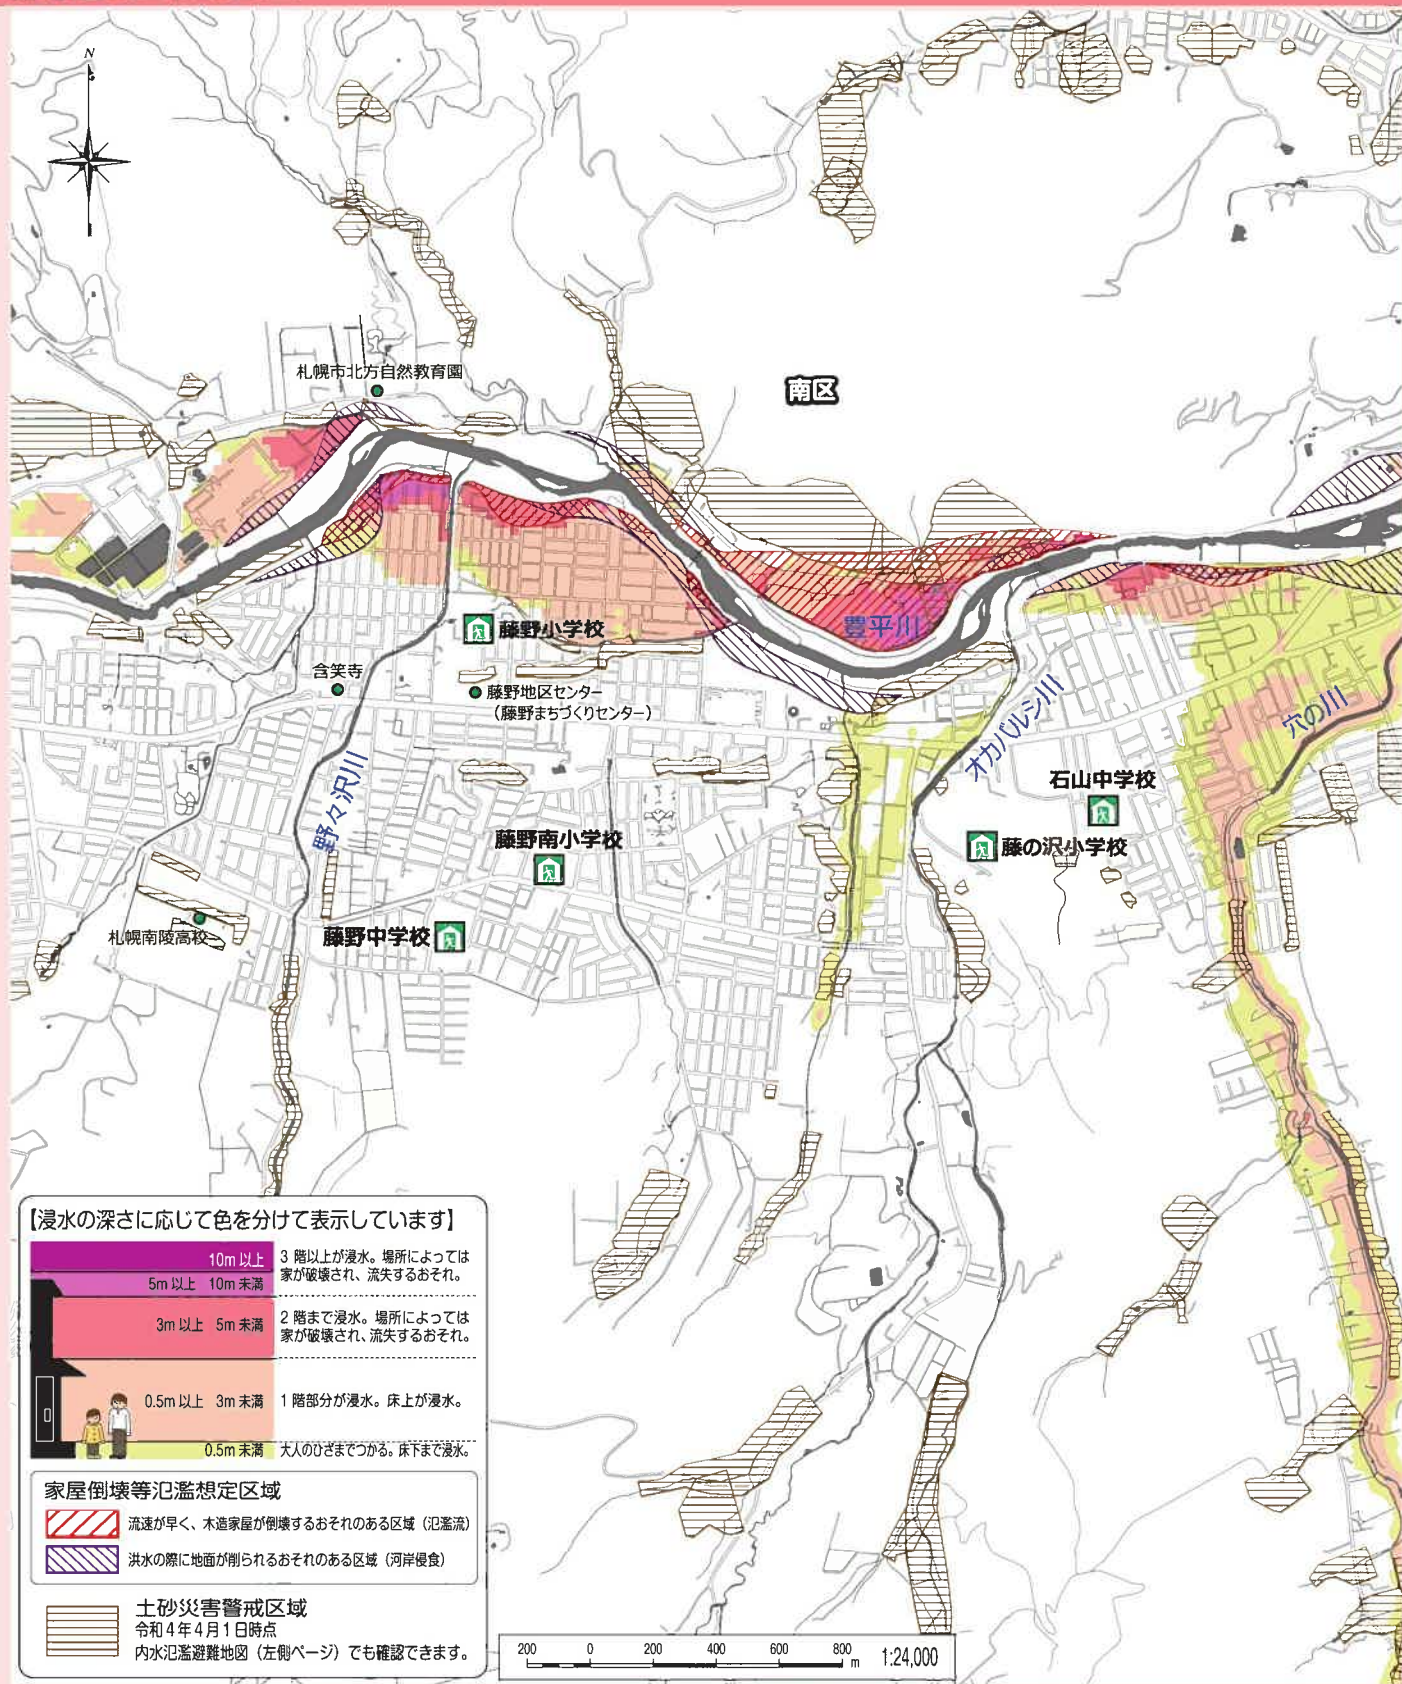 N
札幌市北方自然教育園
南区
豊平川
藤野小学校
含笑寺
藤野地区センター
（藤野まちづくりセンター）
オカバルシ川
穴の川
野々沢川
石山中学校
藤野南小学校
藤の沢小学校
札幌南陵高校
藤野中学校
【浸水の深さに応じて色を分けて表示しています】
10m 以上
3 階以上が浸水。場所によっては
家が破壊され、流失するおそれ。
5m 以上 10m 未満
3m 以上 5m 未満
2 階まで浸水。場所によっては
家が破壊され、流失するおそれ。
0.5m 以上 3m 未満
1 階部分が浸水。床上が浸水。
0.5m 未満
大人のひざまでつかる。床下まで浸水。
家屋倒壊等氾濫想定区域
流速が早く、木造家屋が倒壊するおそれのある区域（氾濫流）
洪水の際に地面が削られるおそれのある区域（河岸侵食）
土砂災害警戒区域
令和4年4月1日時点
内水氾濫避難地図（左側ページ）でも確認できます。
200 0 200 400 600 800 m 1:24,000